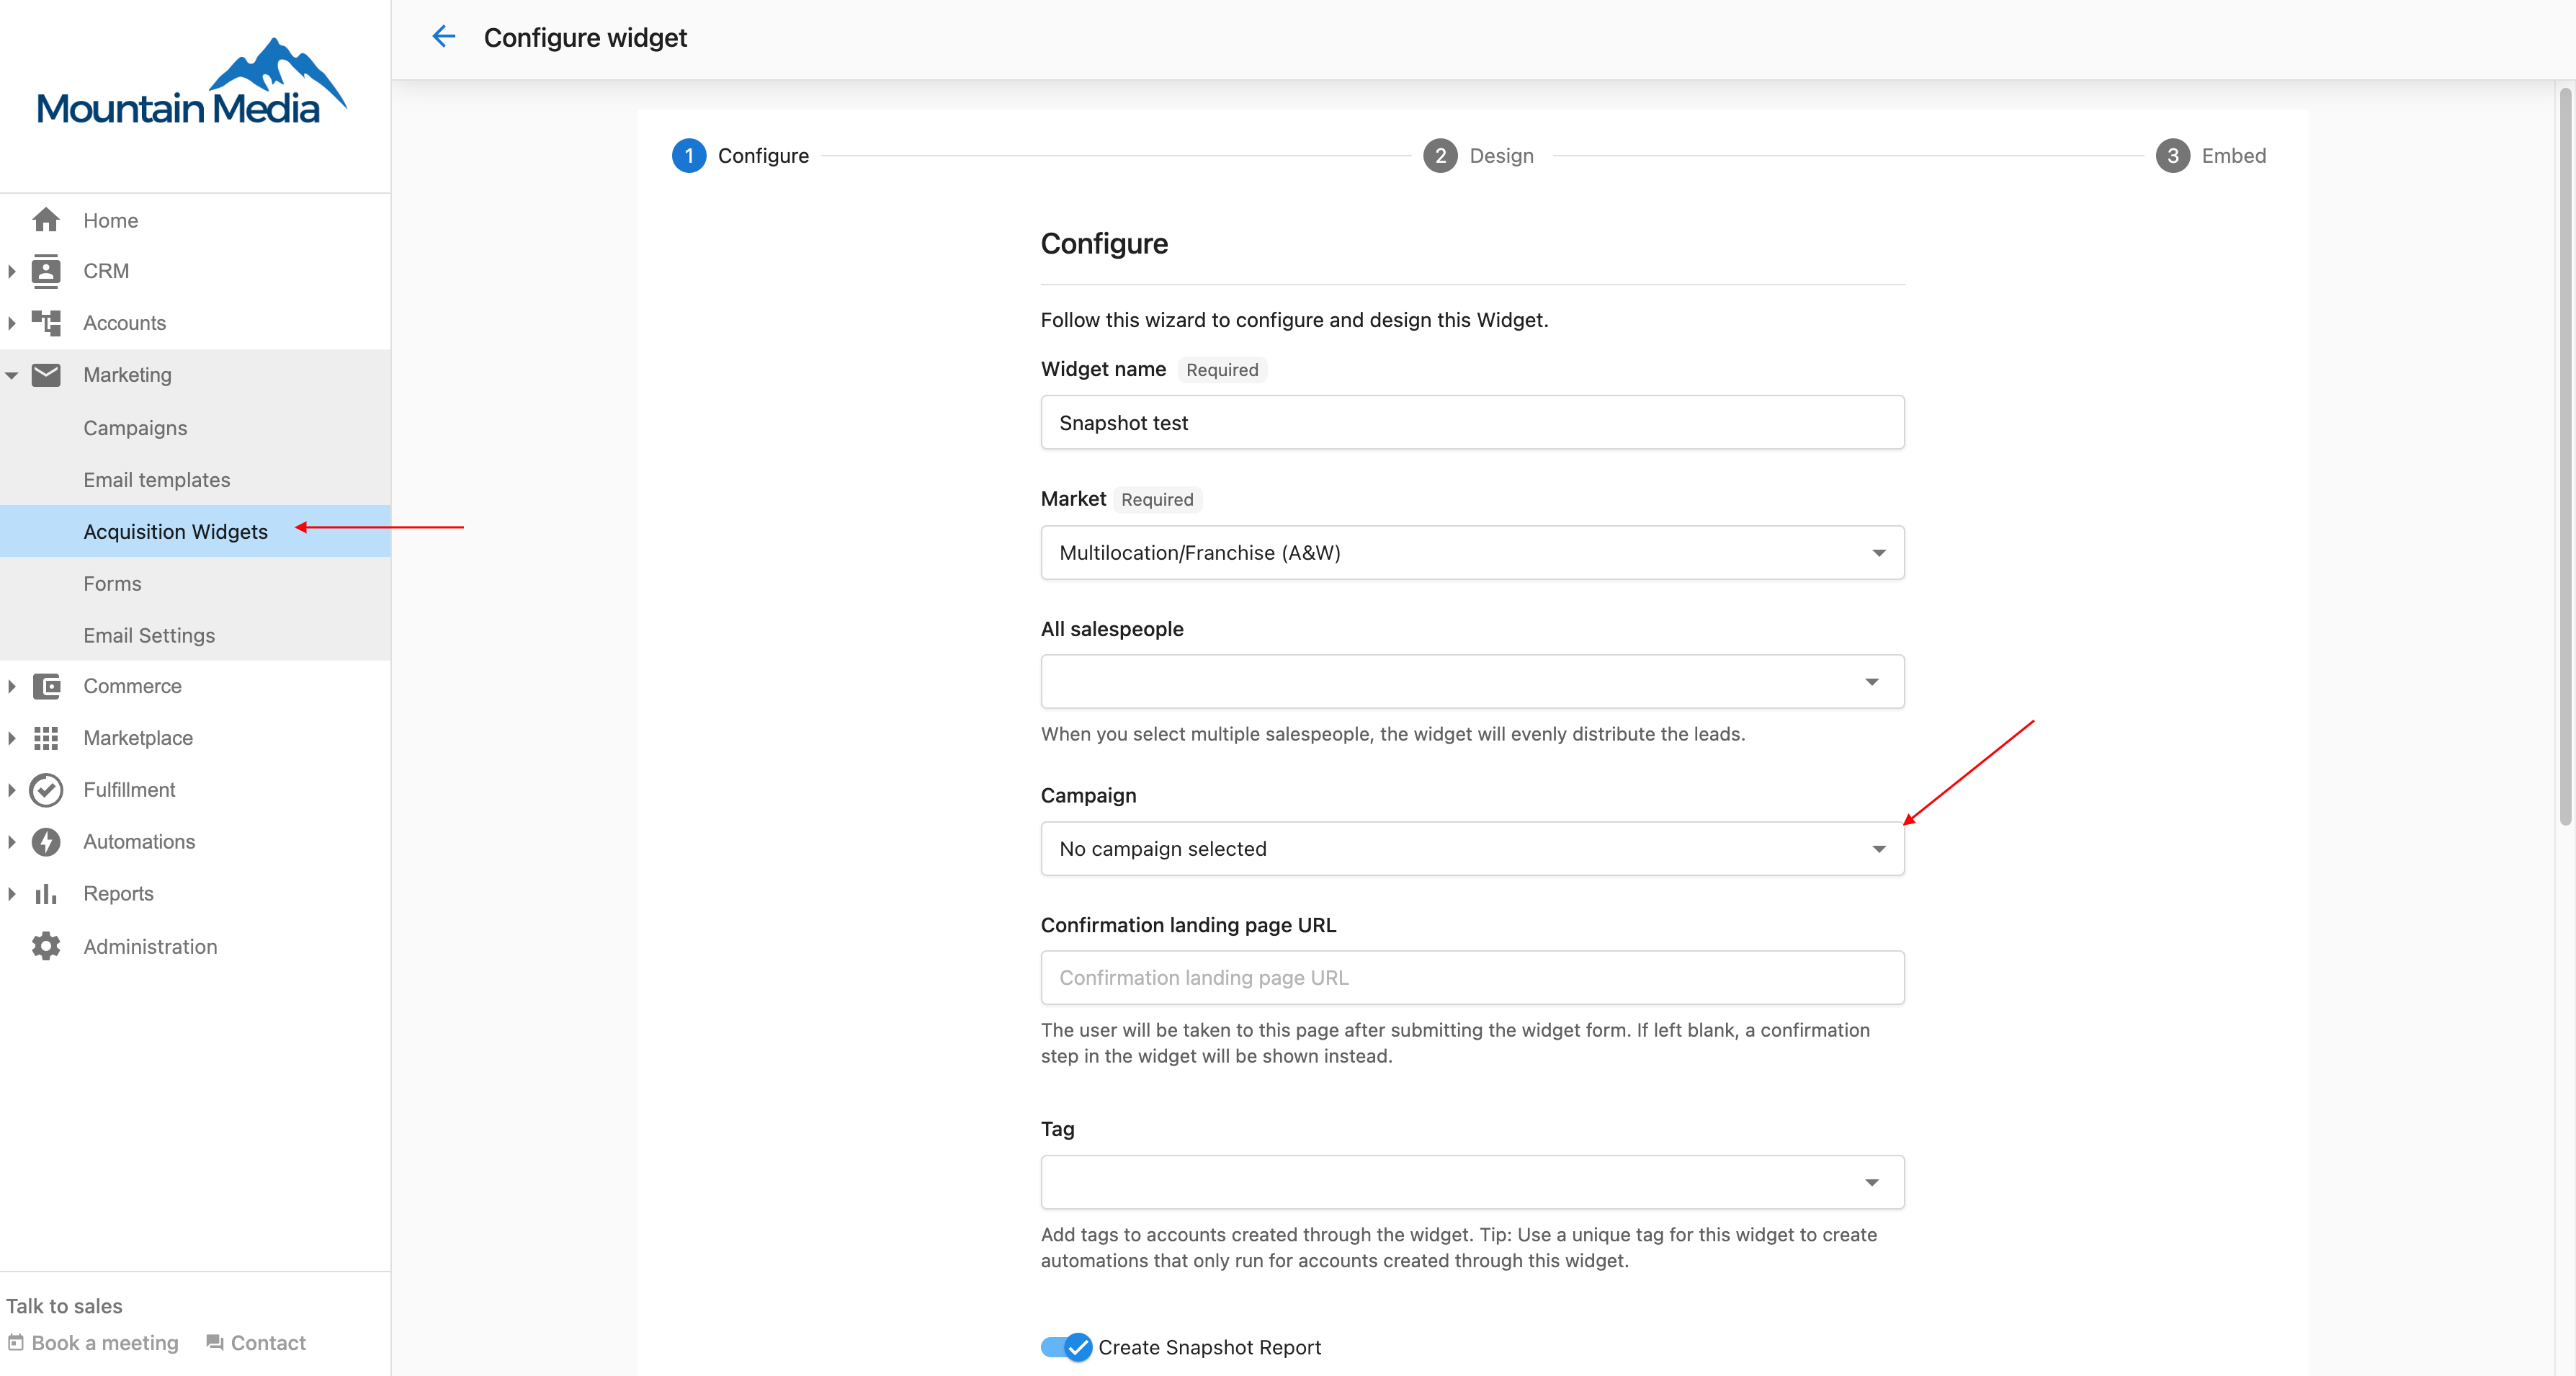 Mountain Media
Home
CRM
Accounts
Marketing
Campaigns
Email templates
Acquisition Widgets
Forms
Email Settings
Commerce
Marketplace
Fulfillment
Automations
Reports
Administration
Talk to sales
Book a meeting Contact
Configure widget
1 Configure 2 Design 3 Embed
Configure
Follow this wizard to configure and design this Widget.
Widget name Required
Snapshot test
Market Required
Multilocation/Franchise (A&W)
All salespeople
When you select multiple salespeople, the widget will evenly distribute the leads.
Campaign
No campaign selected
Confirmation landing page URL
Confirmation landing page URL
The user will be taken to this page after submitting the widget form. If left blank, a confirmation
step in the widget will be shown instead.
Tag
Add tags to accounts created through the widget. Tip: Use a unique tag for this widget to create
automations that only run for accounts created through this widget.
Create Snapshot Report